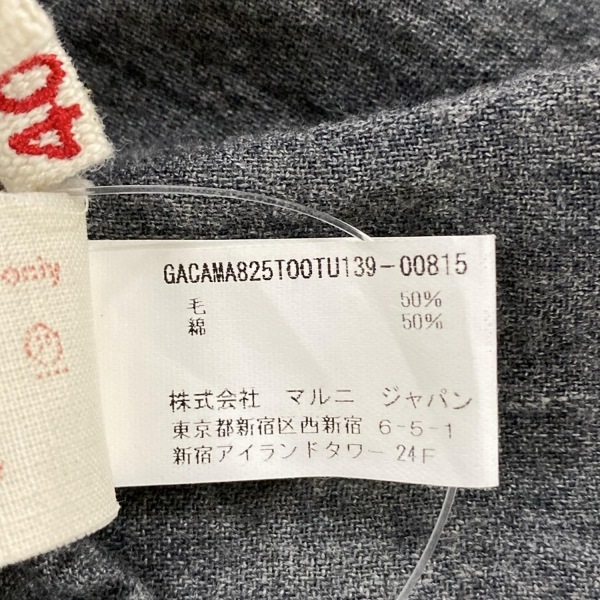 40
only
GACAMA825T00TU139-00815
毛 50%
綿 50%
株式会社 マルニ ジャパン
東京都新宿区西新宿 6-5-1
新宿アイランドタワー 24F